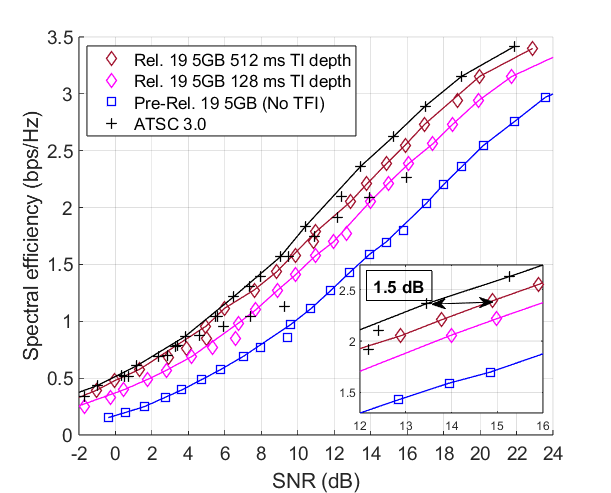 3.5
3
2.5
2
1.5
1
0.5
0
Spectral efficiency (bps/Hz)
Rel. 19 5GB 512 ms TI depth
Rel. 19 5GB 128 ms TI depth
Pre-Rel. 19 5GB (No TFI)
ATSC 3.0
1.5 dB
2.5
2
1.5
12 13 14 15 16
-2 0 2 4 6 8 10 12 14 16 18 20 22 24
SNR (dB)